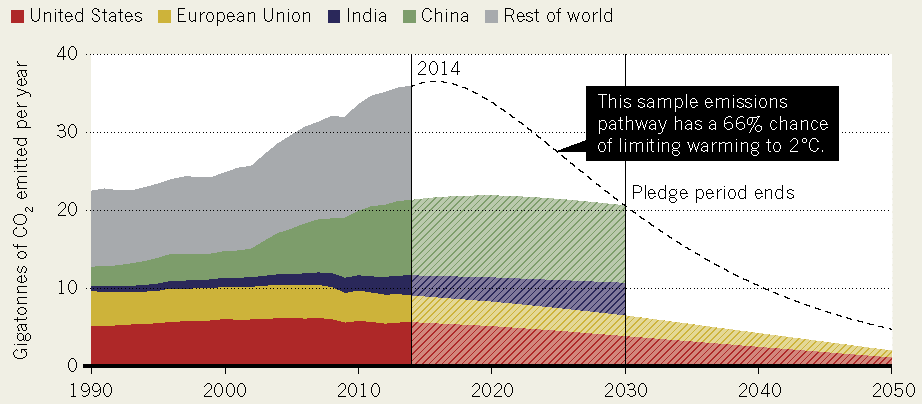 United States European Union India China Rest of world
Gigatonnes of CO₂ emitted per year
40
30
20
10
0
2014
This sample emissions
pathway has a 66% chance
of limiting warming to 2°C.
Pledge period ends
1990 2000 2010 2020 2030 2040 2050